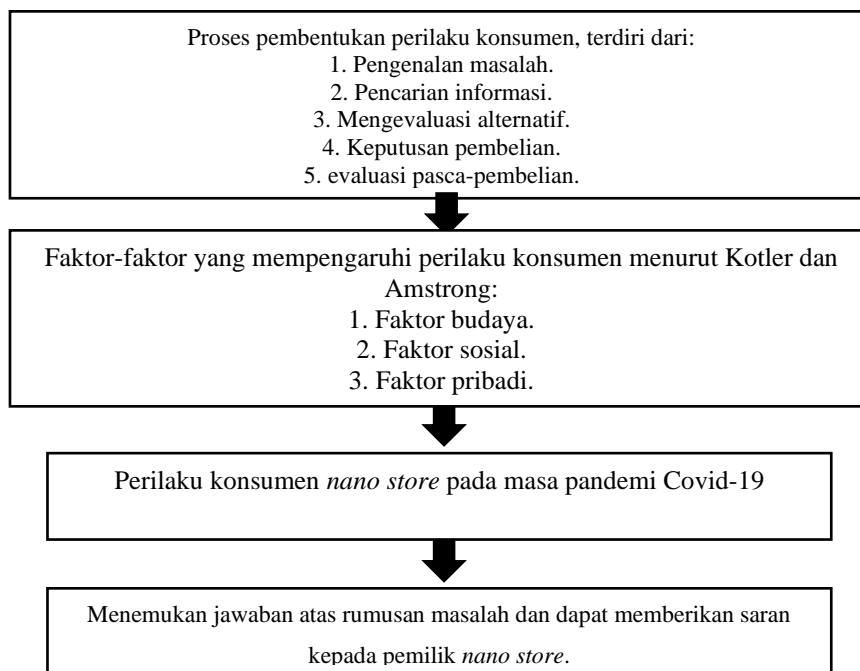 Proses pembentukan perilaku konsumen, terdiri dari:
1. Pengenalan masalah.
2. Pencarian informasi.
3. Mengevaluasi alternatif.
4. Keputusan pembelian.
5. evaluasi pasca-pembelian.
Faktor-faktor yang mempengaruhi perilaku konsumen menurut Kotler dan
Amstrong:
1. Faktor budaya.
2. Faktor sosial.
3. Faktor pribadi.
Perilaku konsumen nano store pada masa pandemi Covid-19
Menemukan jawaban atas rumusan masalah dan dapat memberikan saran
kepada pemilik nano store.